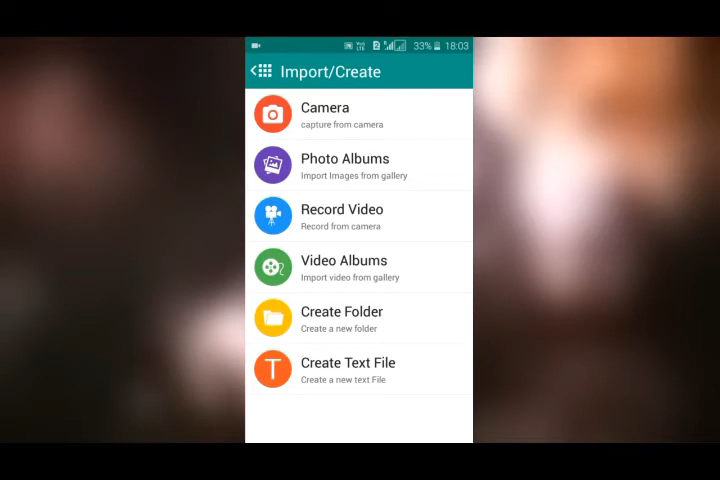 33% 18:03
Import/Create
Camera
capture from camera
Photo Albums
Import Images from gallery
Record Video
Record from camera
Video Albums
Import video from gallery
Create Folder
Create a new folder
T
Create Text File
Create a new text File